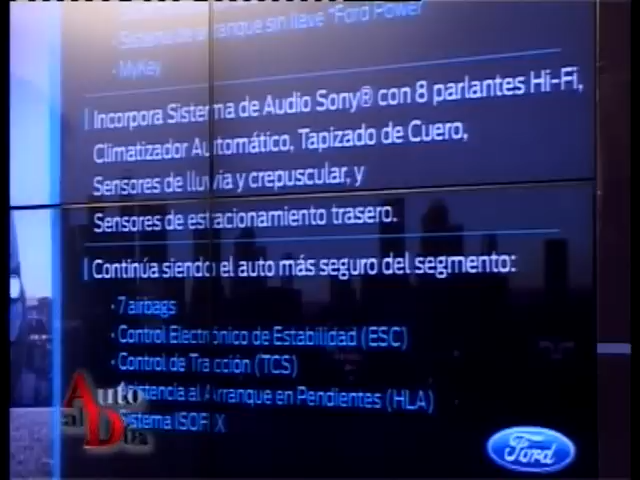 · Sistema de arranque sin llave "Ford Power"
· MyKey
Incorpora Sistema de Audio Sony® con 8 parlantes Hi-Fi,
Climatizador Automático, Tapizado de Cuero,
Sensores de lluvia y crepuscular, y
Sensores de estacionamiento trasero.
Continúa siendo el auto más seguro del segmento:
· 7 airbags
· Control Electrónico de Estabilidad (ESC)
· Control de Tracción (TCS)
Asistencia al Arranque en Pendientes (HLA)
Sistema ISOFIX
Auto
al Día
Ford